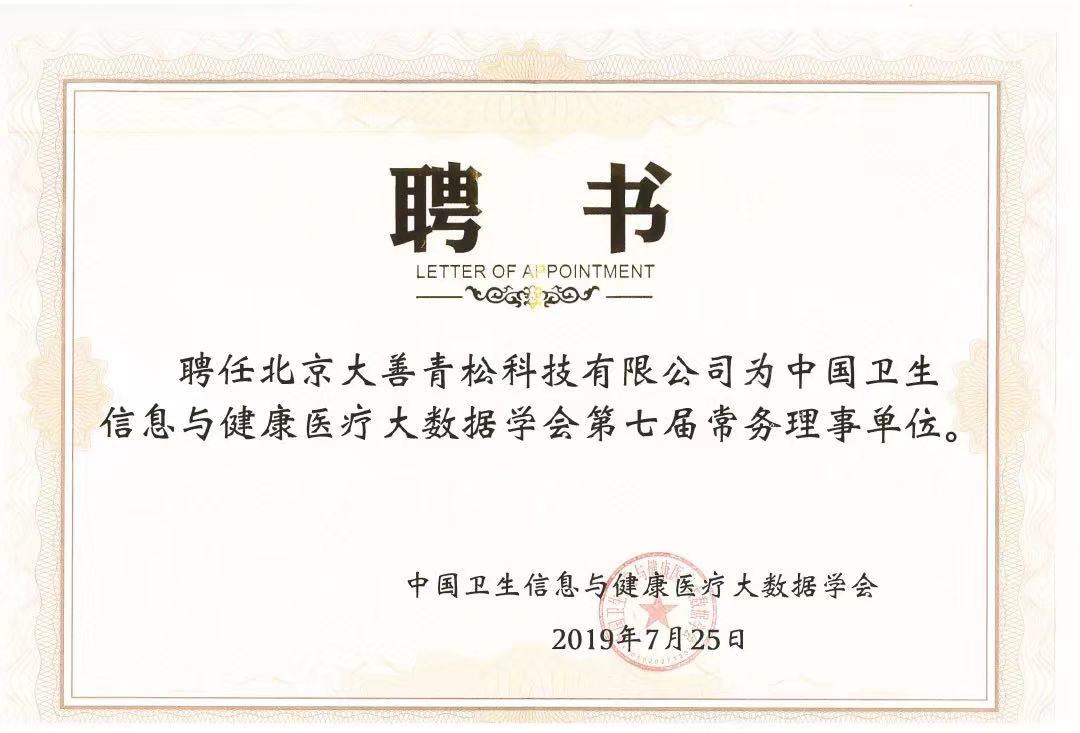 聘 书
LETTER OF APPOINTMENT
聘任北京大善青松科技有限公司为中国卫生
信息与健康医疗大数据学会第七届常务理事单位。
中国卫生信息与健康医疗大数据学会
2019年7月25日